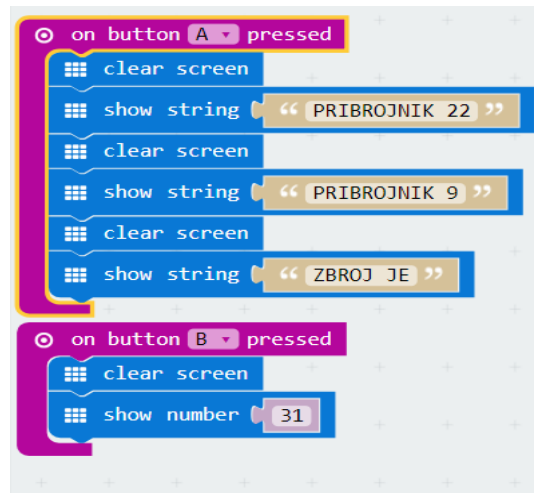 on button A pressed
clear screen
show string “ PRIBROJNIK 22 ”
clear screen
show string “ PRIBROJNIK 9 ”
clear screen
show string “ ZBROJ JE ”
on button B pressed
clear screen
show number 31